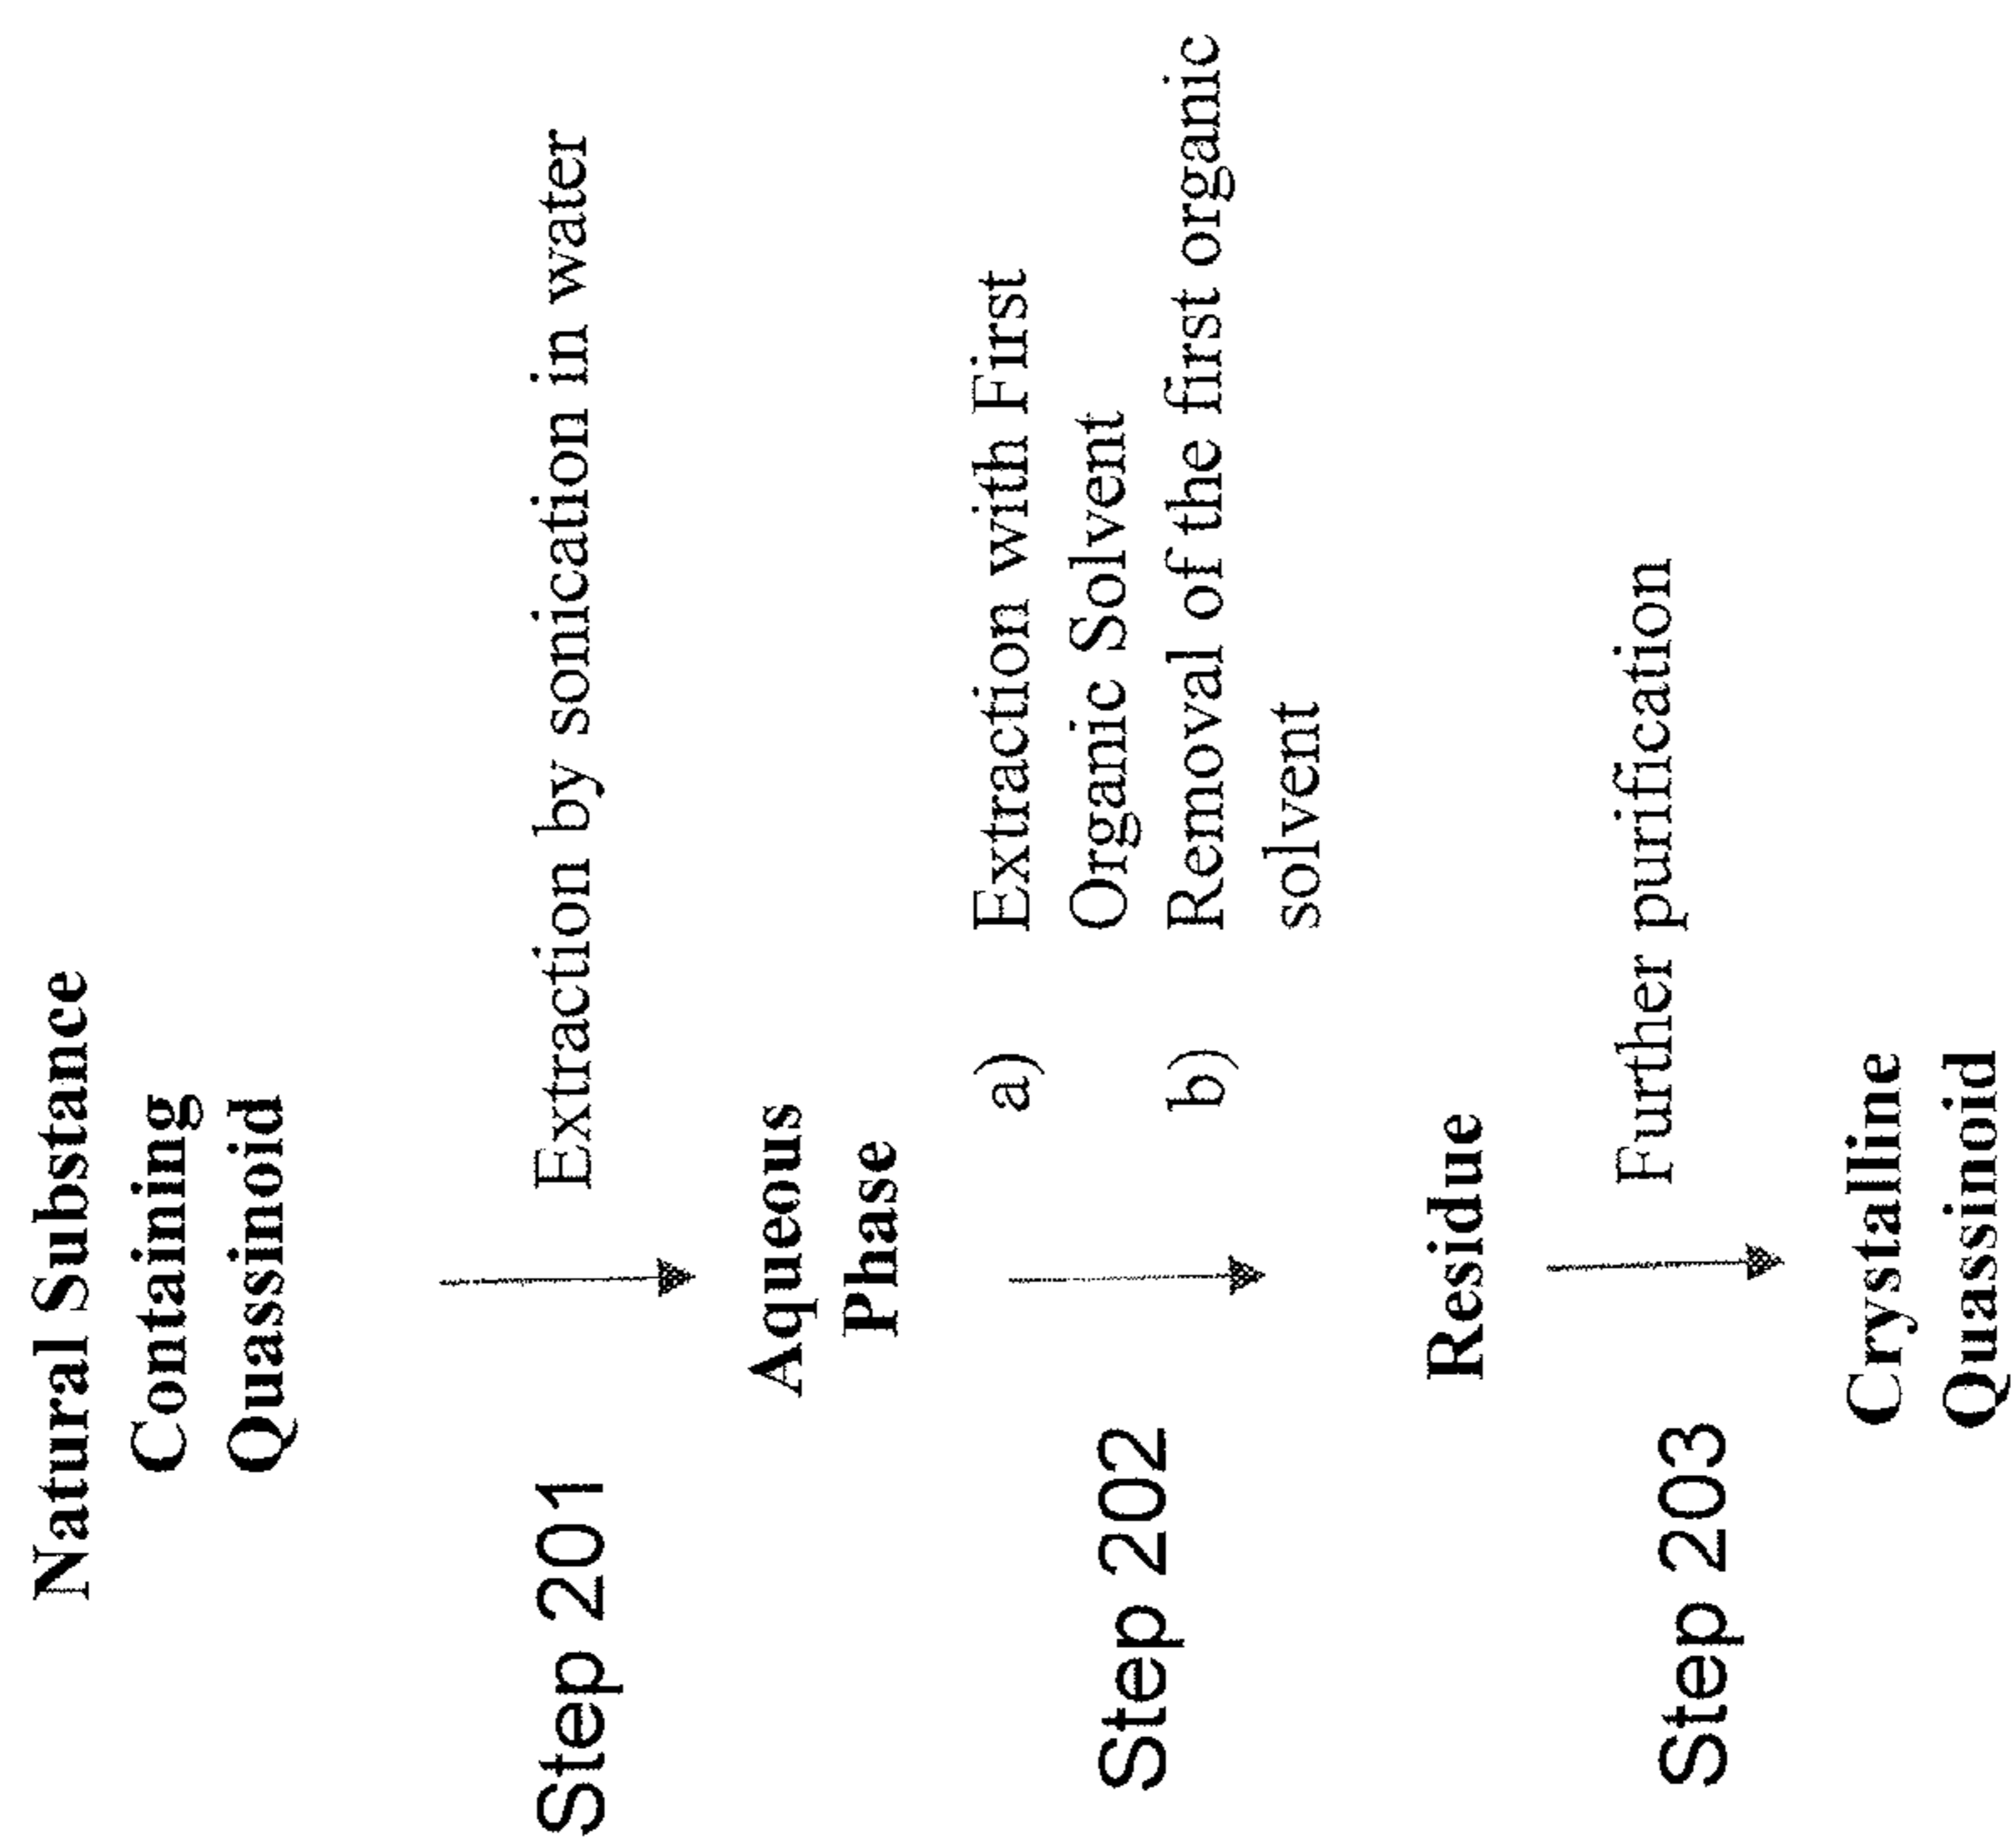 Natural Substance
Containing
Quassinoid
Step 201
Extraction by sonication in water
Aqueous
Phase
Step 202
a) Extraction with First
Organic Solvent
b) Removal of the first organic
solvent
Residue
Step 203
Further purification
Crystalline
Quassinoid